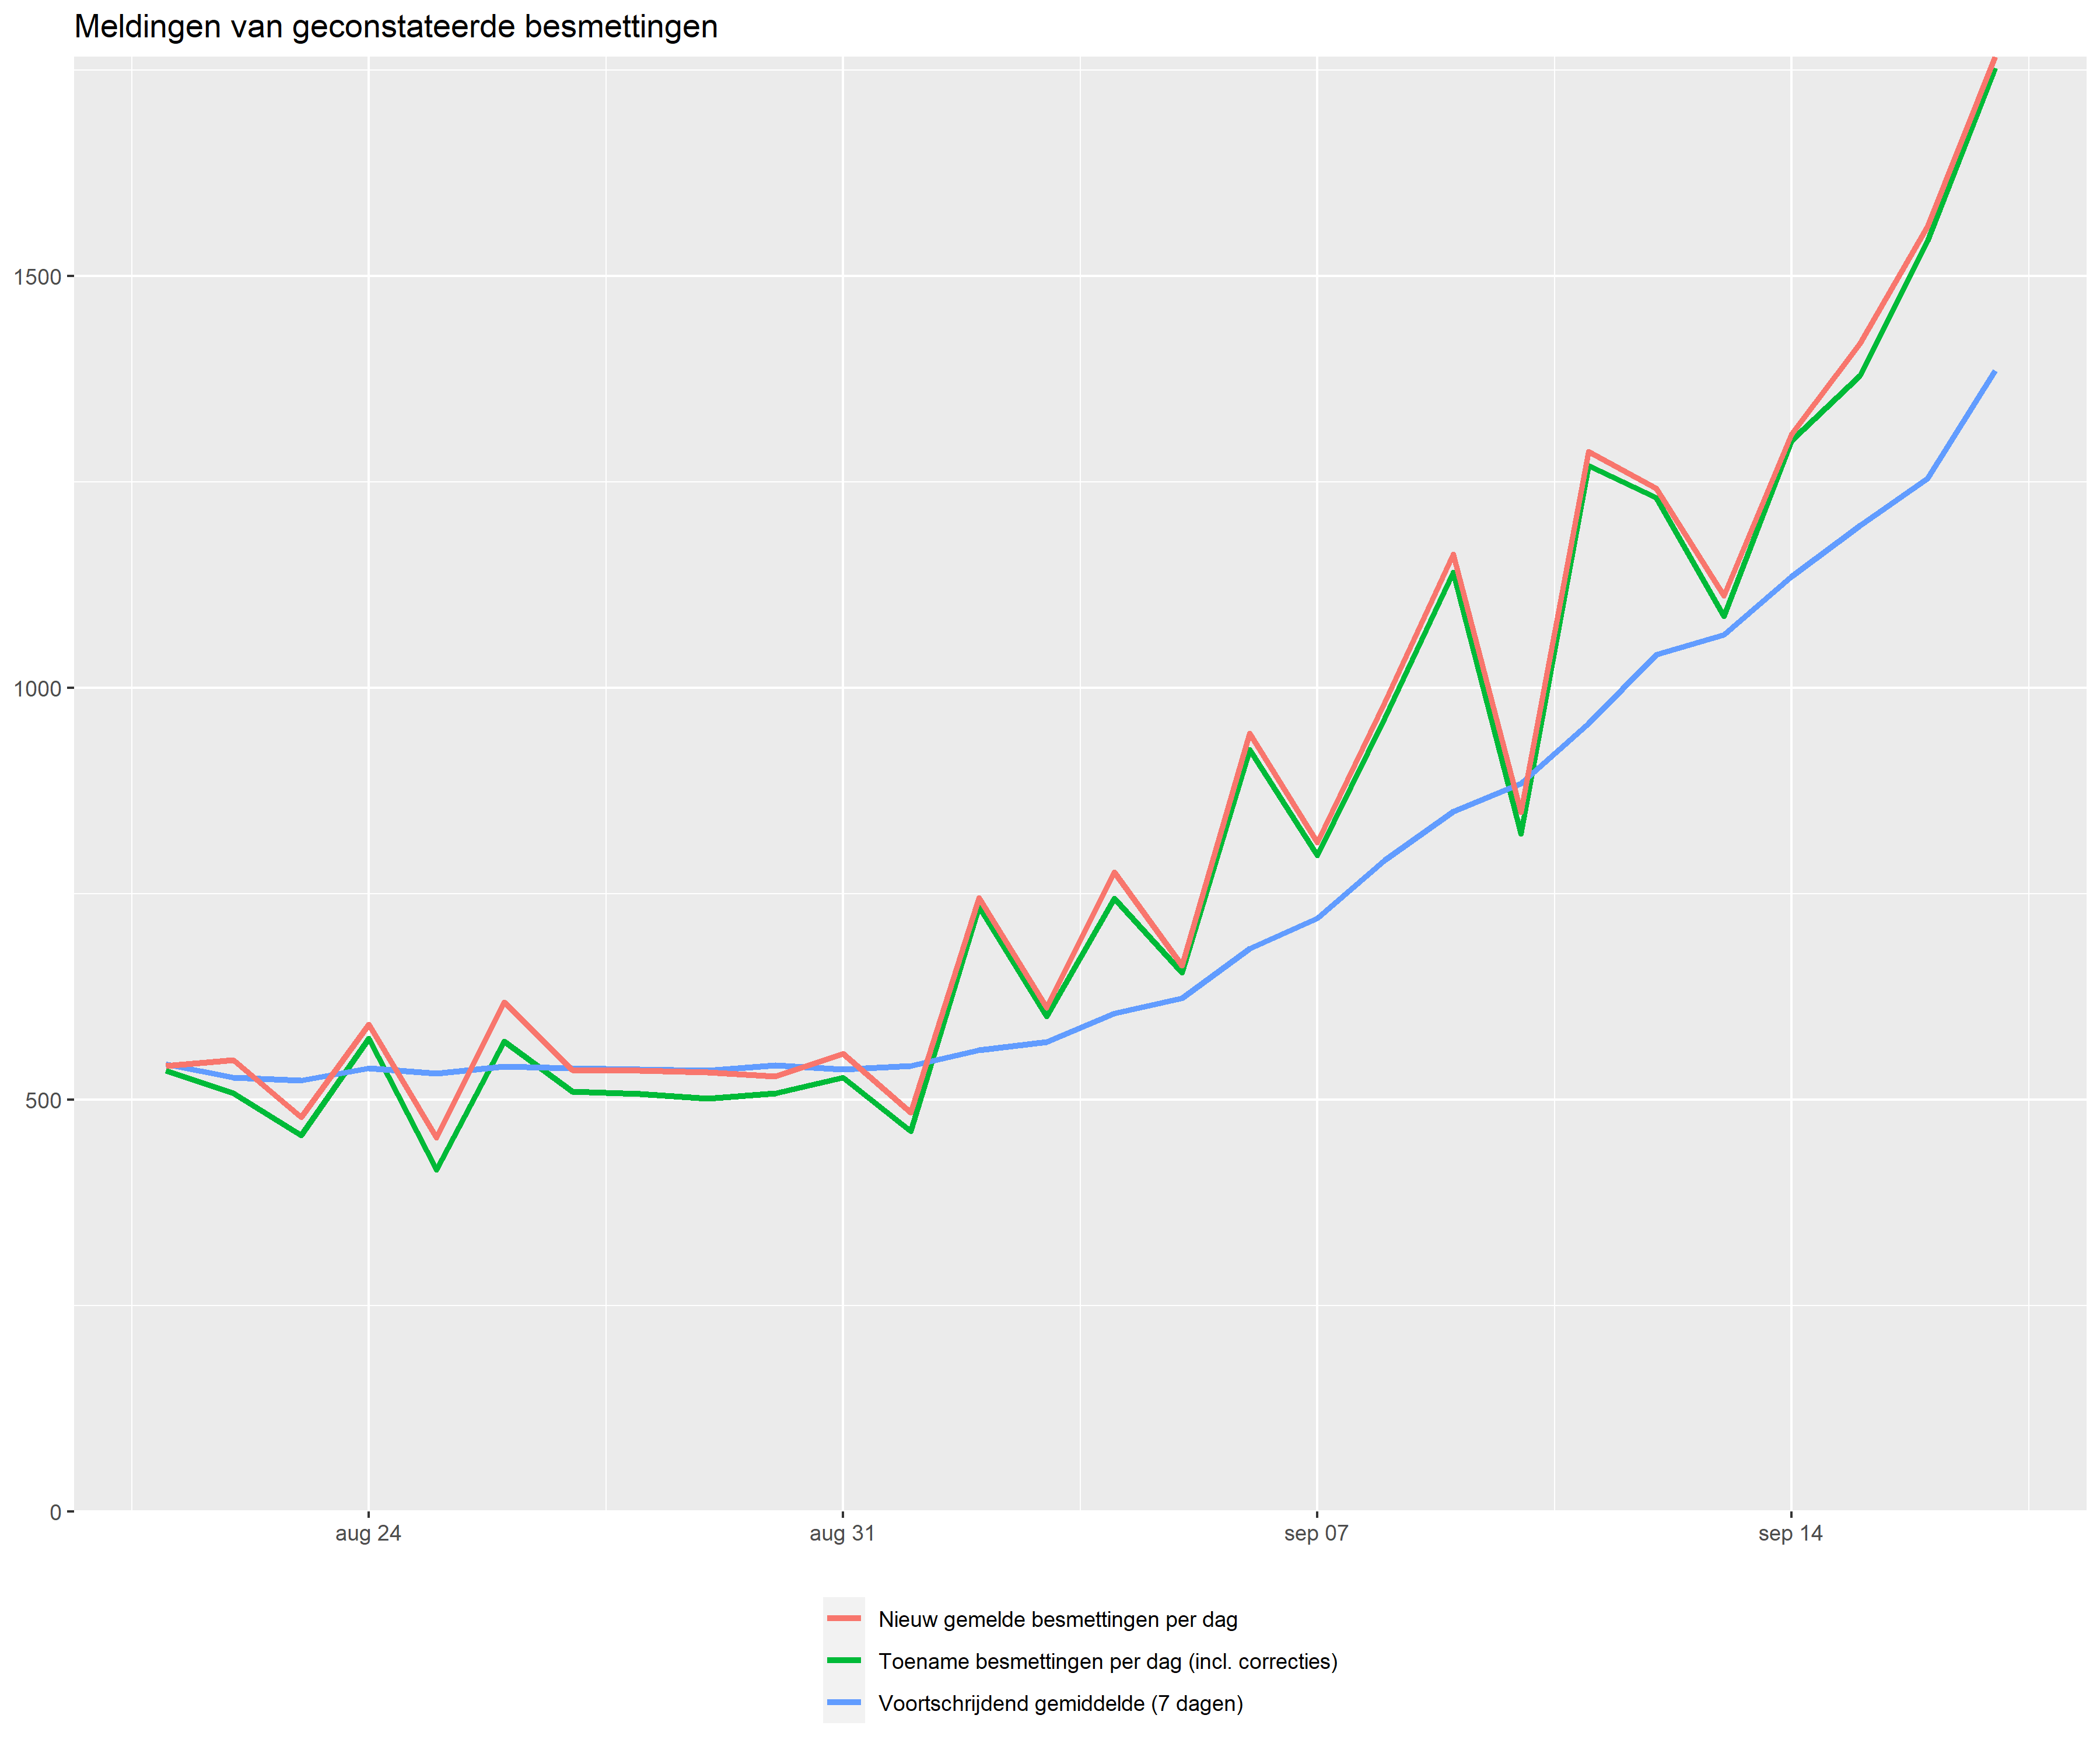 Meldingen van geconstateerde besmettingen
1500
1000
500
0
aug 24
aug 31
sep 07
sep 14
Nieuw gemelde besmettingen per dag
Toename besmettingen per dag (incl. correcties)
Voortschrijdend gemiddelde (7 dagen)